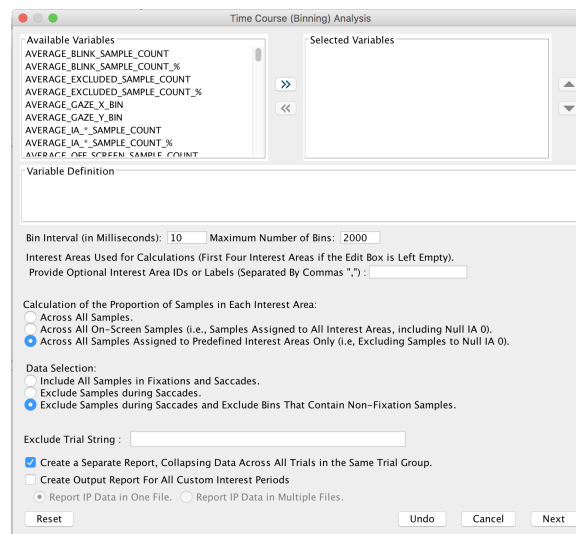 Time Course (Binning) Analysis
Available Variables
AVERAGE_BLINK_SAMPLE_COUNT
AVERAGE_BLINK_SAMPLE_COUNT_%
AVERAGE_EXCLUDED_SAMPLE_COUNT
AVERAGE_EXCLUDED_SAMPLE_COUNT_%
AVERAGE_GAZE_X_BIN
AVERAGE_GAZE_Y_BIN
AVERAGE_IA_*_SAMPLE_COUNT
AVERAGE_IA_*_SAMPLE_COUNT_%
AVERAGE_OFF_SCREEN_SAMPLE_COUNT
>>
<<
Selected Variables
Variable Definition
Bin Interval (in Milliseconds): 10 Maximum Number of Bins: 2000
Interest Areas Used for Calculations (First Four Interest Areas if the Edit Box is Left Empty).
Provide Optional Interest Area IDs or Labels (Separated By Commas ",") :
Calculation of the Proportion of Samples in Each Interest Area:
Across All Samples.
Across All On-Screen Samples (i.e., Samples Assigned to All Interest Areas, including Null IA 0).
Across All Samples Assigned to Predefined Interest Areas Only (i.e, Excluding Samples to Null IA 0).
Data Selection:
Include All Samples in Fixations and Saccades.
Exclude Samples during Saccades.
Exclude Samples during Saccades and Exclude Bins That Contain Non-Fixation Samples.
Exclude Trial String :
Create a Separate Report, Collapsing Data Across All Trials in the Same Trial Group.
Create Output Report For All Custom Interest Periods
Report IP Data in One File. Report IP Data in Multiple Files.
Reset Undo Cancel Next